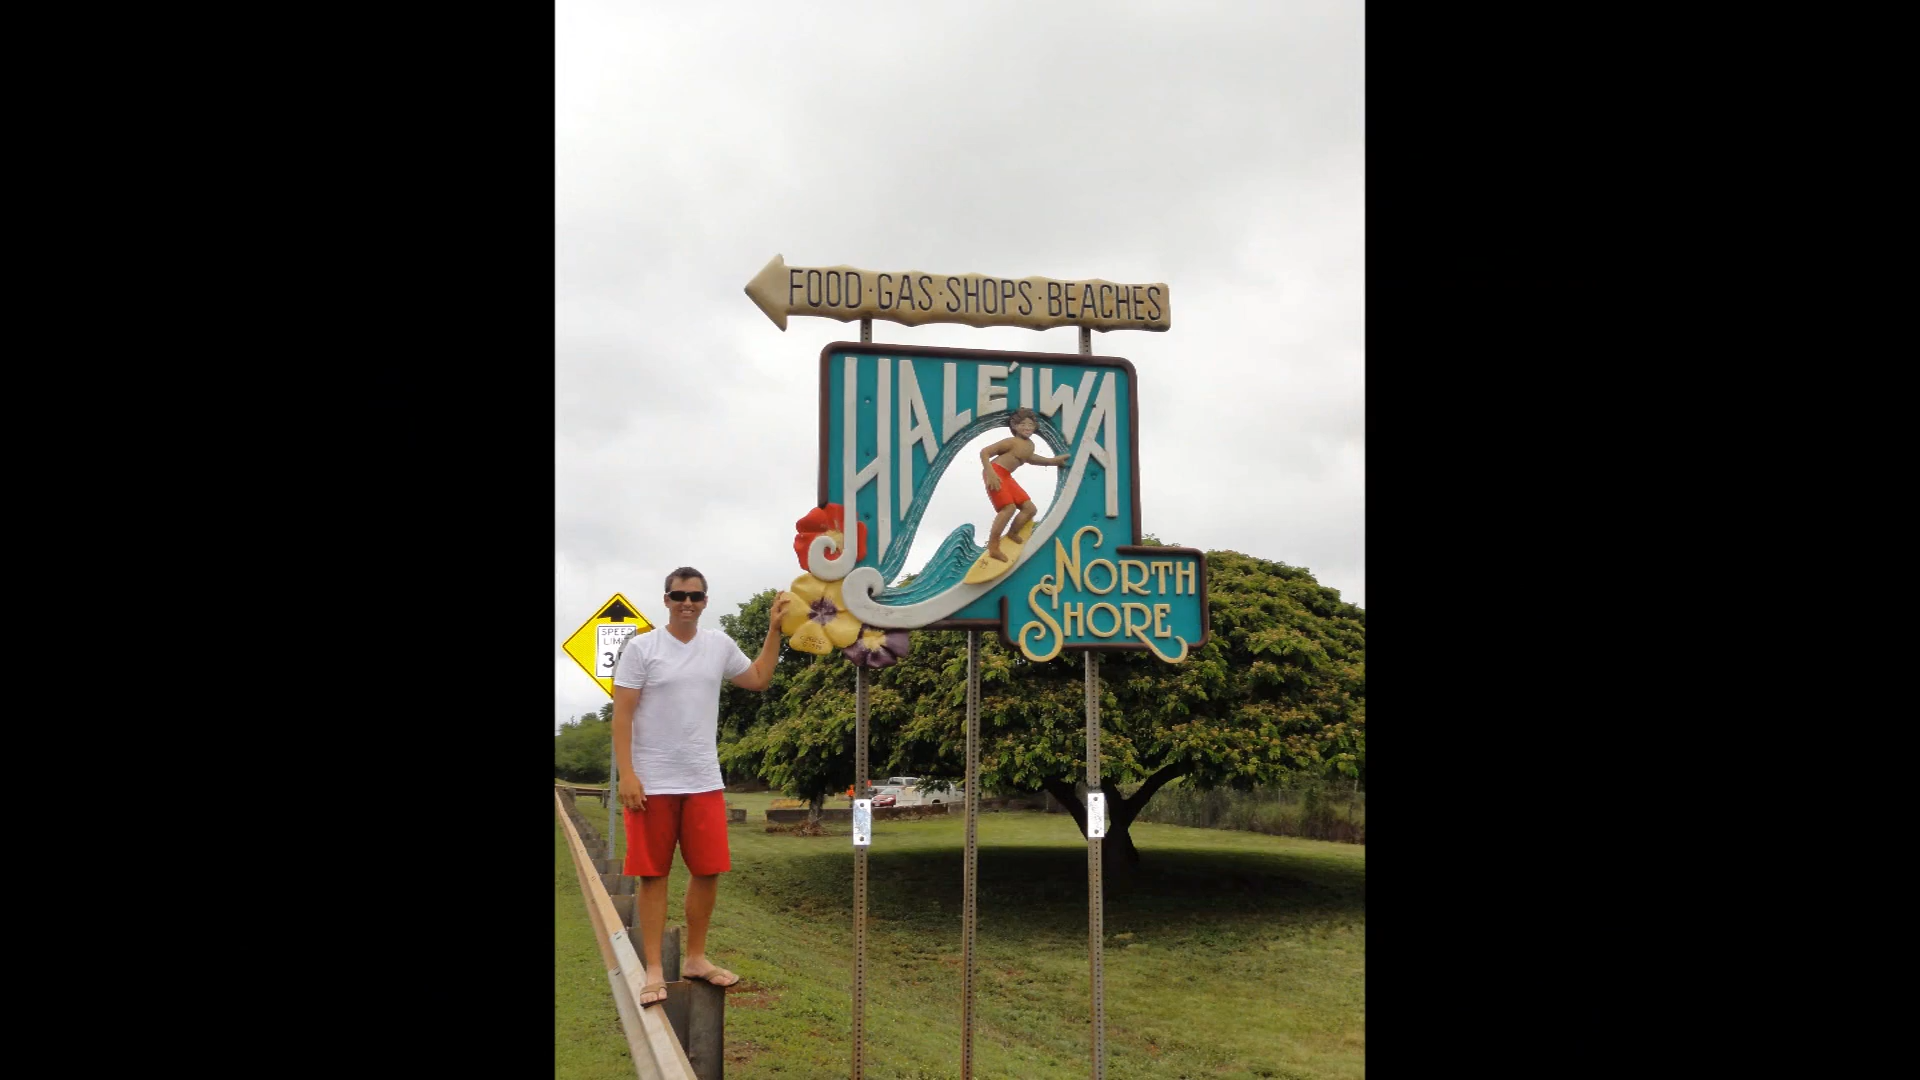 FOOD·GAS·SHOPS·BEACHES
HALE'IWA
NORTH
SHORE
SPEED
LIMIT